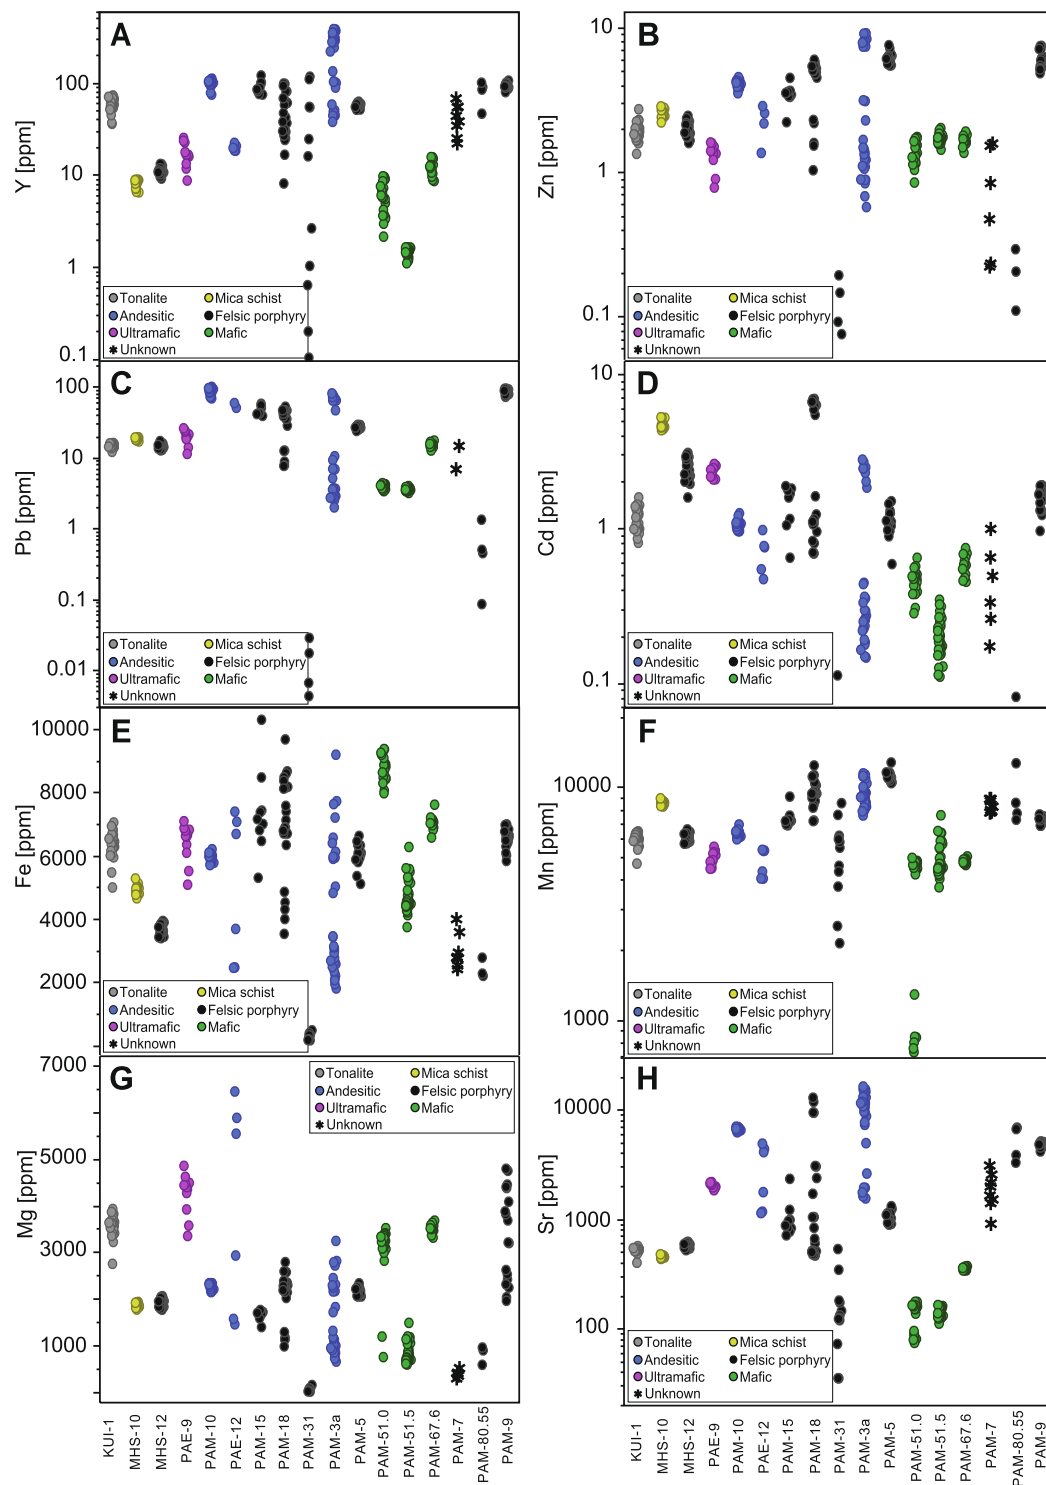 A
Y [ppm]
100
10
1
0.1
Tonalite
Mica schist
Andesitic
Felsic porphyry
Ultramafic
Mafic
Unknown
B
Zn [ppm]
10
1
0.1
Tonalite
Mica schist
Andesitic
Felsic porphyry
Ultramafic
Mafic
Unknown
C
Pb [ppm]
100
10
1
0.1
0.01
Tonalite
Mica schist
Andesitic
Felsic porphyry
Ultramafic
Mafic
Unknown
D
Cd [ppm]
10
1
0.1
Tonalite
Mica schist
Andesitic
Felsic porphyry
Ultramafic
Mafic
Unknown
E
Fe [ppm]
10000
8000
6000
4000
2000
Tonalite
Mica schist
Andesitic
Felsic porphyry
Ultramafic
Mafic
Unknown
F
Mn [ppm]
10000
1000
Tonalite
Mica schist
Andesitic
Felsic porphyry
Ultramafic
Mafic
Unknown
G
Mg [ppm]
7000
5000
3000
1000
Tonalite
Mica schist
Andesitic
Felsic porphyry
Ultramafic
Mafic
Unknown
KUI-1
MHS-10
MHS-12
PAE-9
PAM-10
PAE-12
PAM-15
PAM-18
PAM-31
PAM-3a
PAM-5
PAM-51.0
PAM-51.5
PAM-67.6
PAM-7
PAM-80.55
PAM-9
H
Sr [ppm]
10000
1000
100
Tonalite
Mica schist
Andesitic
Felsic porphyry
Ultramafic
Mafic
Unknown
KUI-1
MHS-10
MHS-12
PAE-9
PAM-10
PAE-12
PAM-15
PAM-18
PAM-31
PAM-3a
PAM-5
PAM-51.0
PAM-51.5
PAM-67.6
PAM-7
PAM-80.55
PAM-9